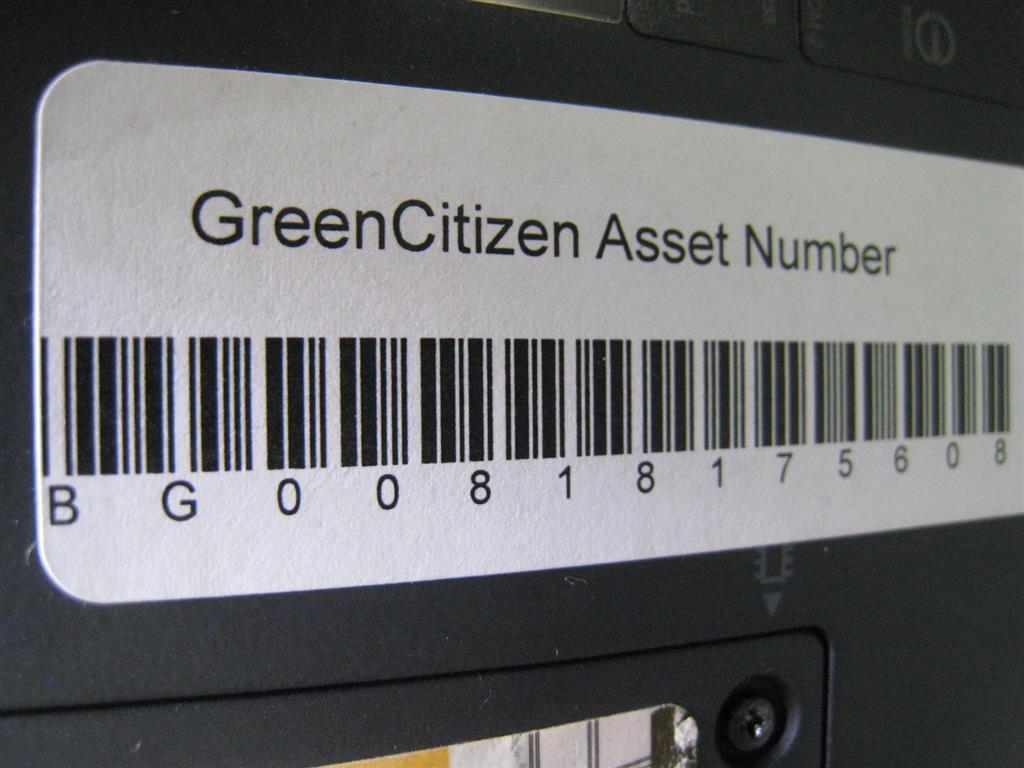 GreenCitizen Asset Number
B G 0 0 8 1 8 1 7 5 6 0 8